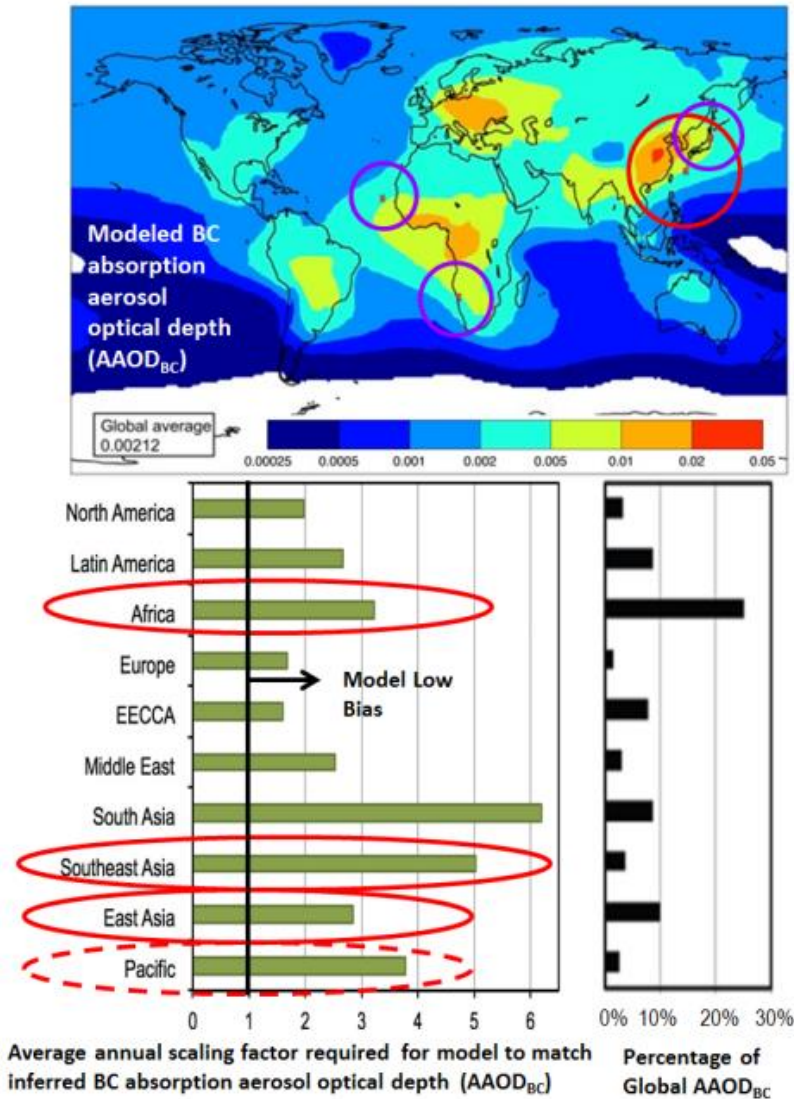 Modeled BC
absorption
aerosol
optical depth
(AAOD_BC)
Global average
0.00212
0.00025 0.0005 0.001 0.002 0.005 0.01 0.02 0.05
North America
Latin America
Africa
Europe
Model Low
Bias
EECCA
Middle East
South Asia
Southeast Asia
East Asia
Pacific
0 1 2 3 4 5 6
0% 10% 20% 30%
Average annual scaling factor required for model to match
inferred BC absorption aerosol optical depth (AAOD_BC)
Percentage of
Global AAOD_BC